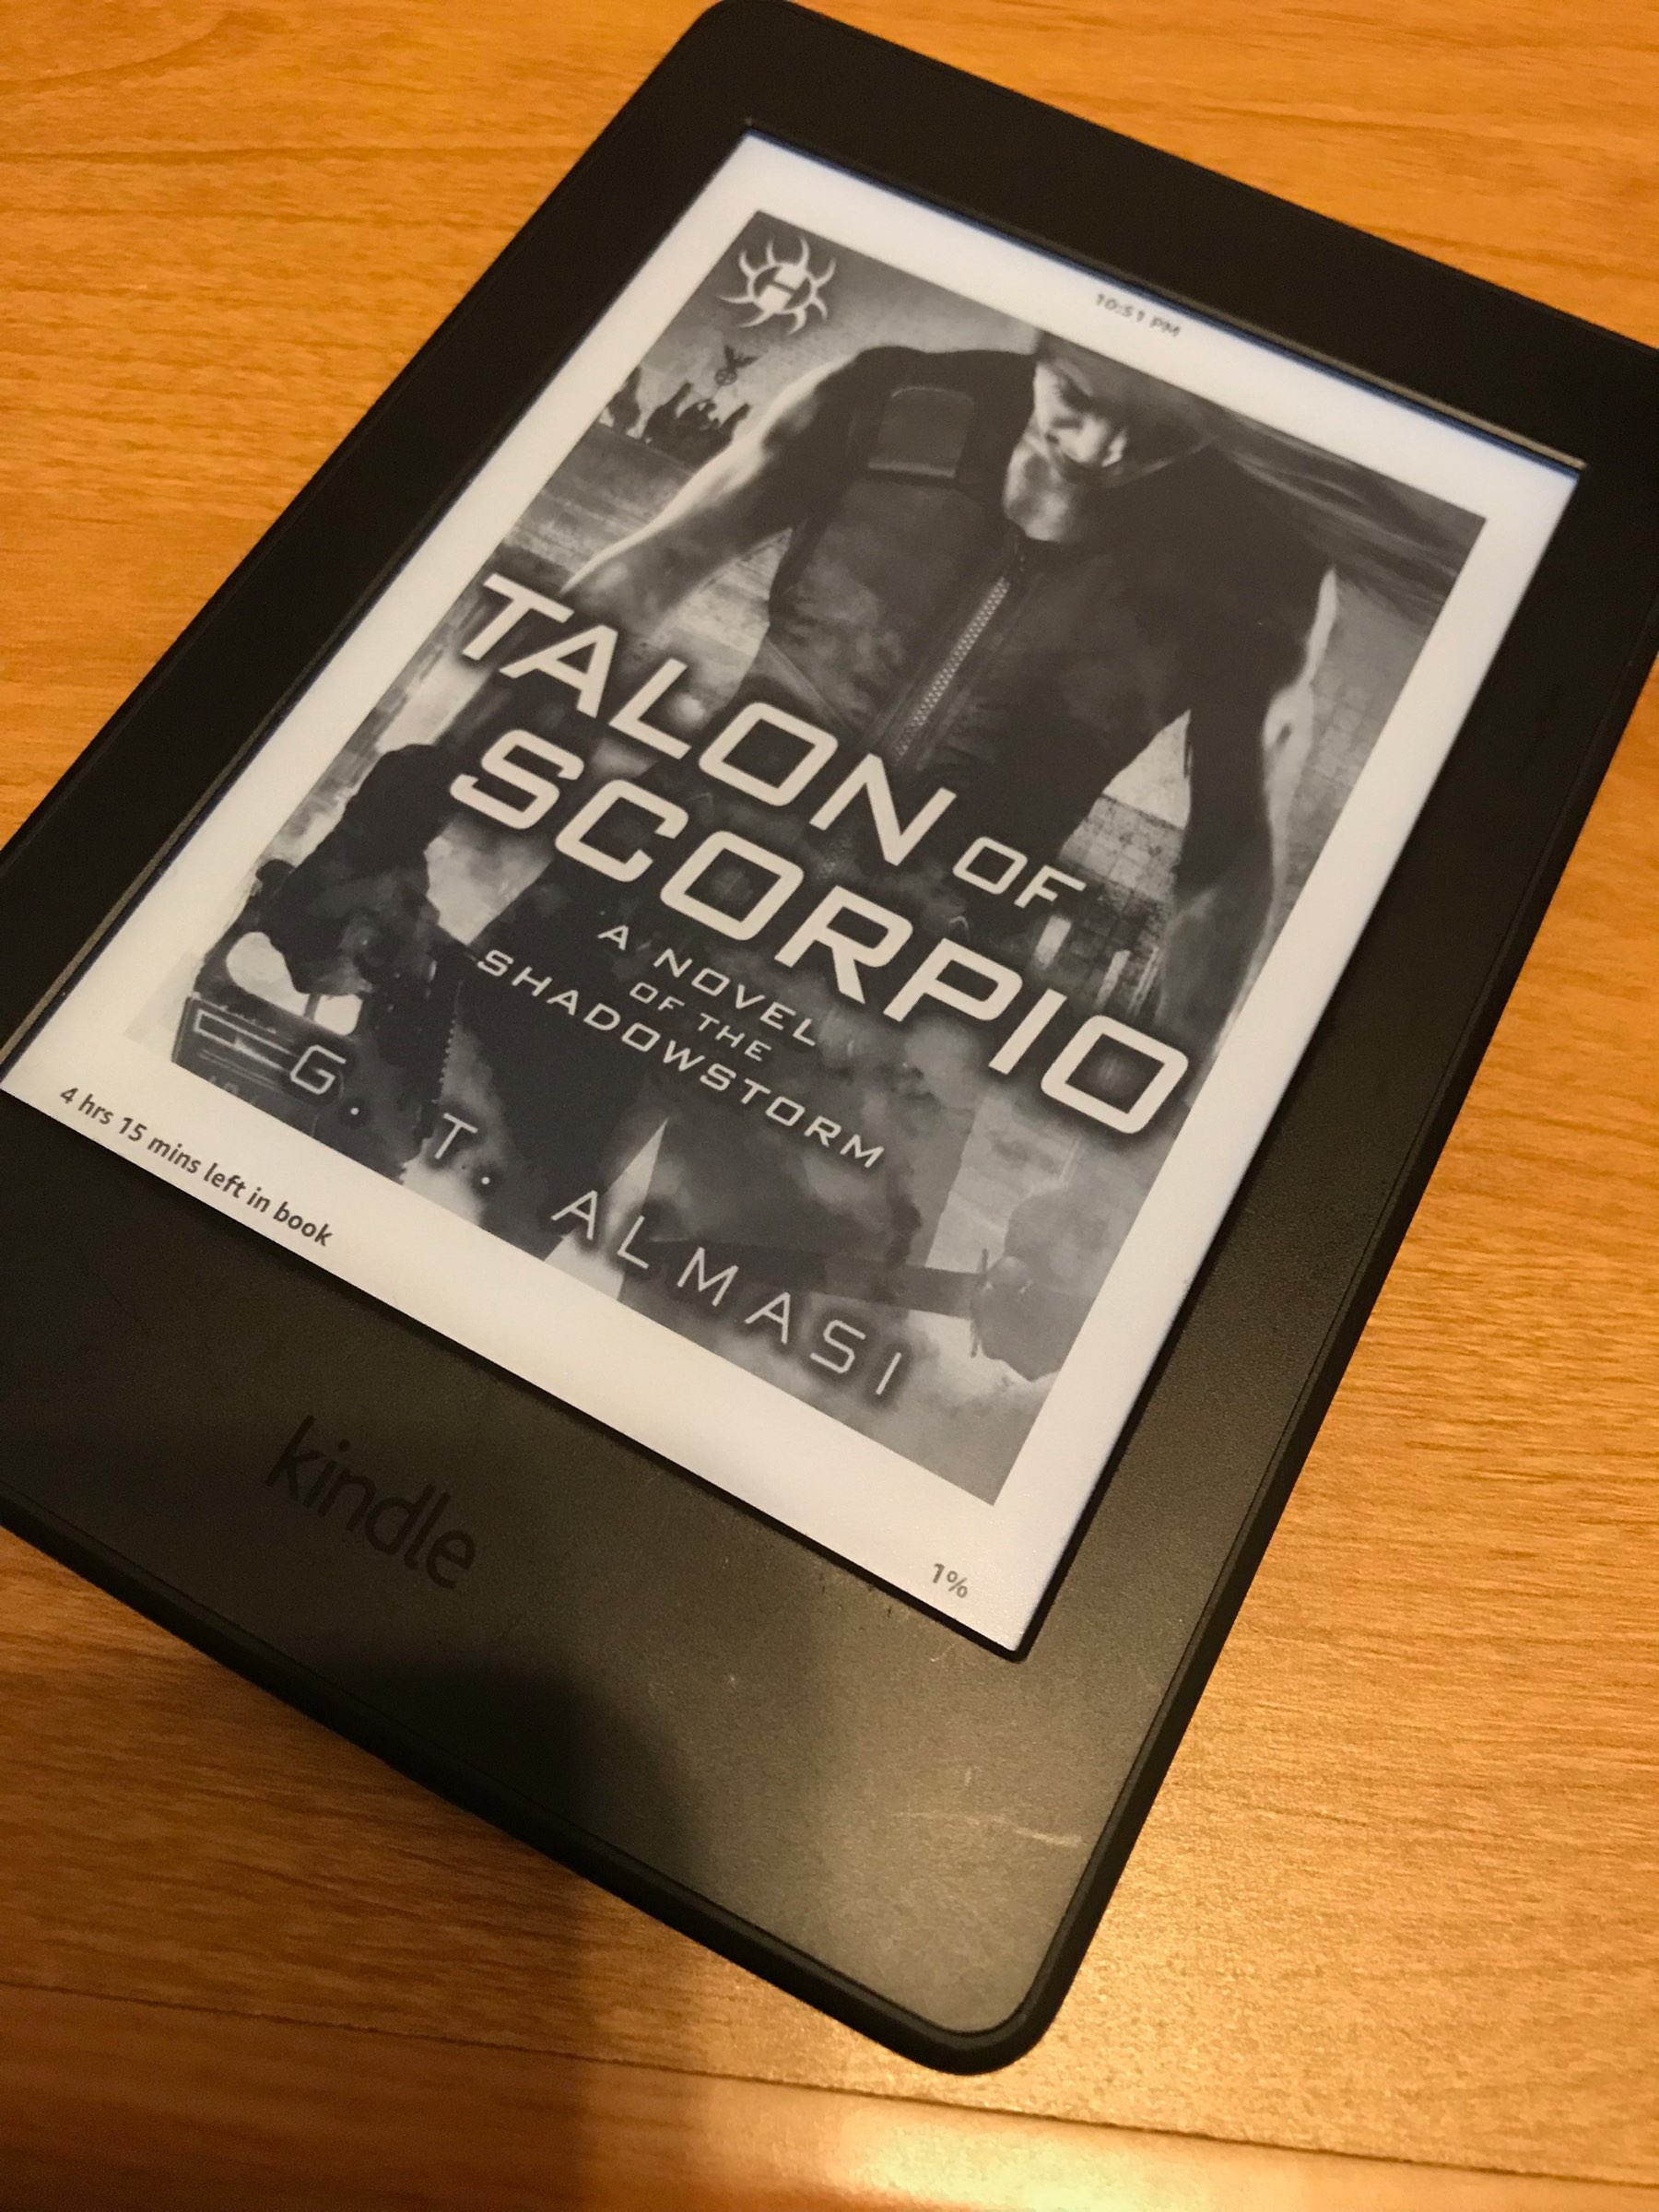 10:51 PM
H
TALON OF
SCORPIO
A NOVEL
OF THE
SHADOWSTORM
G. T. ALMASI
4 hrs 15 mins left in book
1%
kindle